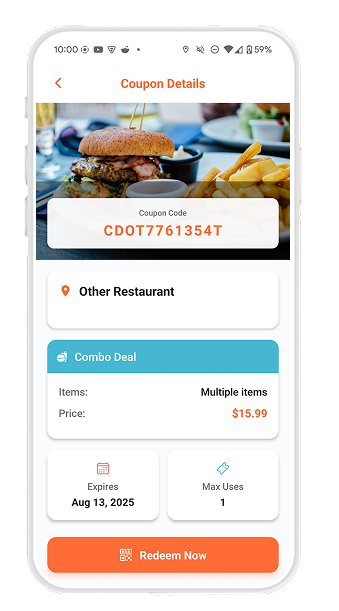 10:00 59%
Coupon Details
Coupon Code
CDOT7761354T
Other Restaurant
Combo Deal
Items: Multiple items
Price: $15.99
Expires Max Uses
Aug 13, 2025 1
Redeem Now